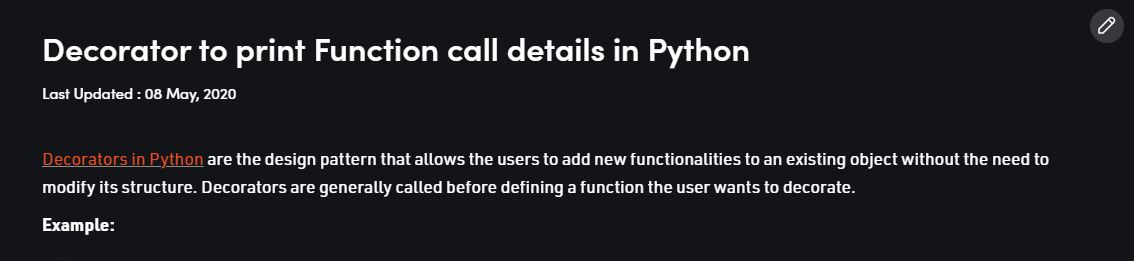 Decorator to print Function call details in Python
Last Updated : 08 May, 2020
Decorators in Python are the design pattern that allows the users to add new functionalities to an existing object without the need to
modify its structure. Decorators are generally called before defining a function the user wants to decorate.
Example: